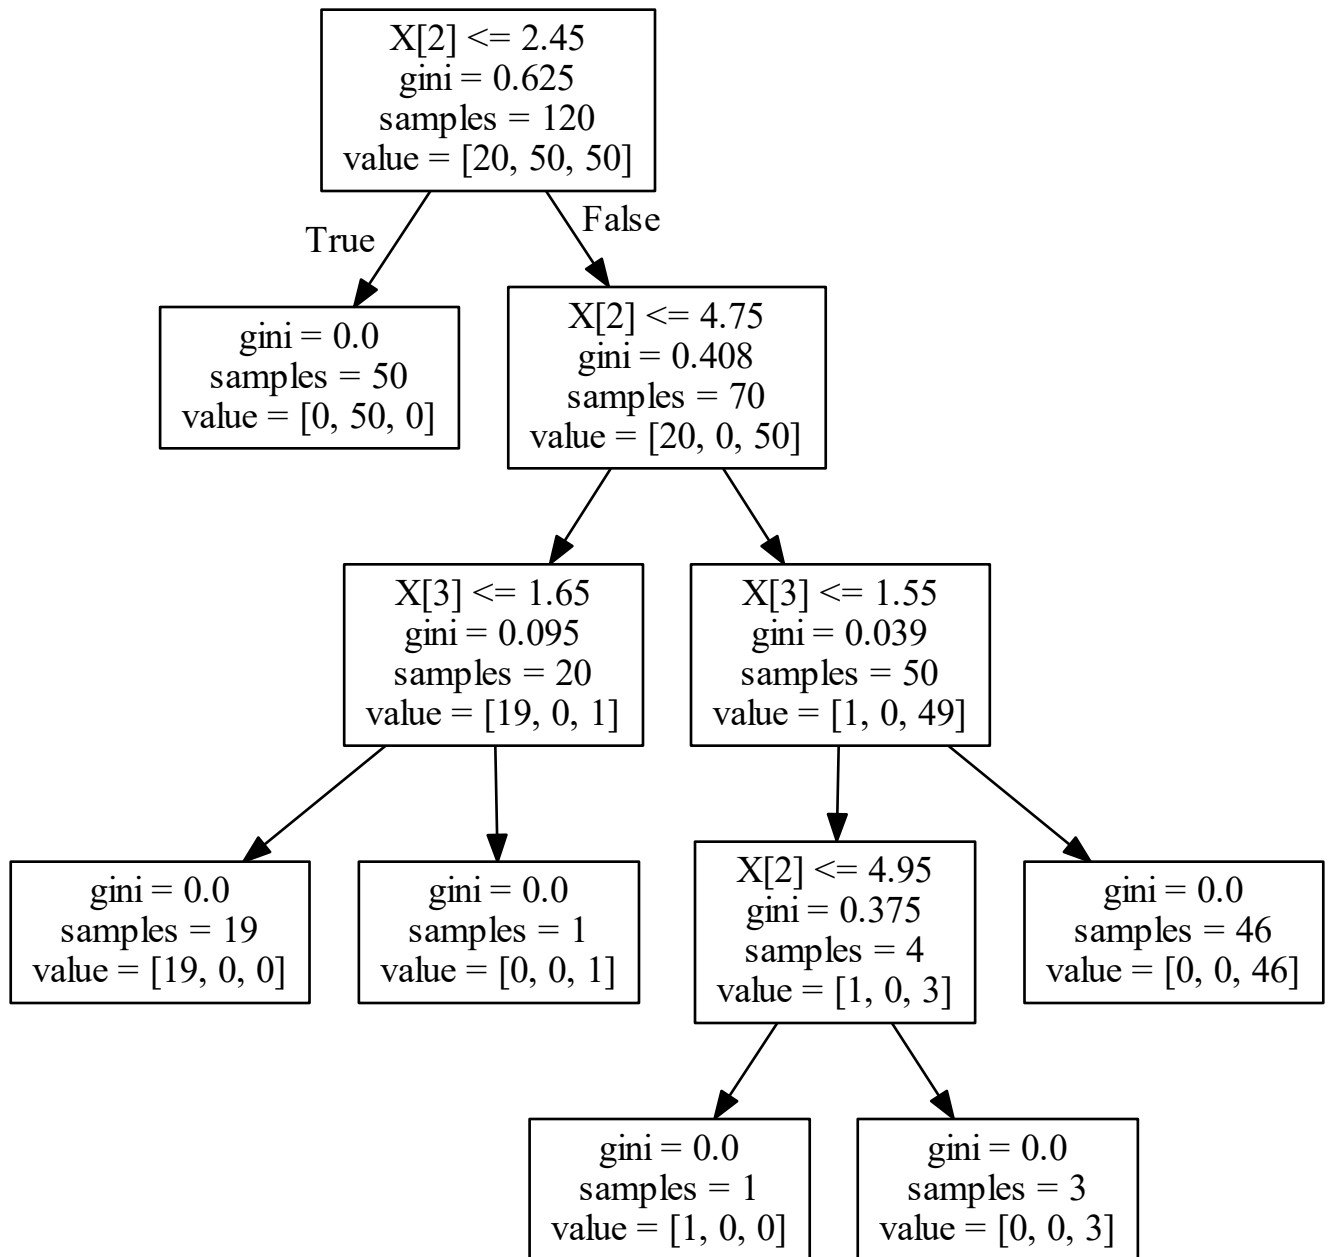 X[2] <= 2.45
gini = 0.625
samples = 120
value = [20, 50, 50]
True
False
gini = 0.0
samples = 50
value = [0, 50, 0]
X[2] <= 4.75
gini = 0.408
samples = 70
value = [20, 0, 50]
X[3] <= 1.65
gini = 0.095
samples = 20
value = [19, 0, 1]
X[3] <= 1.55
gini = 0.039
samples = 50
value = [1, 0, 49]
gini = 0.0
samples = 19
value = [19, 0, 0]
gini = 0.0
samples = 1
value = [0, 0, 1]
X[2] <= 4.95
gini = 0.375
samples = 4
value = [1, 0, 3]
gini = 0.0
samples = 46
value = [0, 0, 46]
gini = 0.0
samples = 1
value = [1, 0, 0]
gini = 0.0
samples = 3
value = [0, 0, 3]